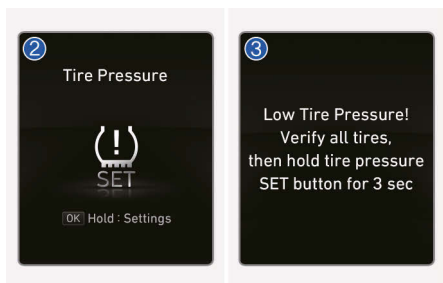 2
Tire Pressure
!
SET
OK Hold : Settings
3
Low Tire Pressure!
Verify all tires,
then hold tire pressure
SET button for 3 sec